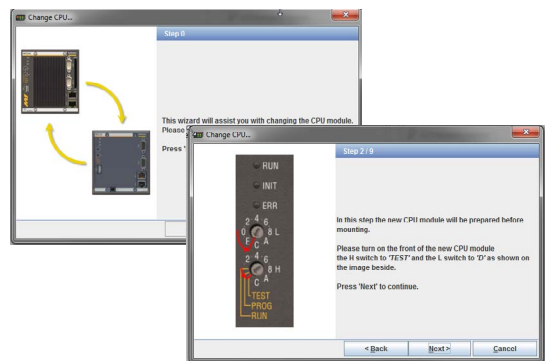 Change CPU...
Step 0
This wizard will assist you with changing the CPU module.
Please
Press '
Change CPU...
Step 2 / 9
RUN
INIT
ERR
2 4 6
0 8 L
E C A
2 4 6
8 H
C A
TEST
PROG
RUN
In this step the new CPU module will be prepared before
mounting.
Please turn on the front of the new CPU module
the H switch to 'TEST' and the L switch to 'D' as shown on
the image beside.
Press 'Next' to continue.
< Back
Next >
Cancel